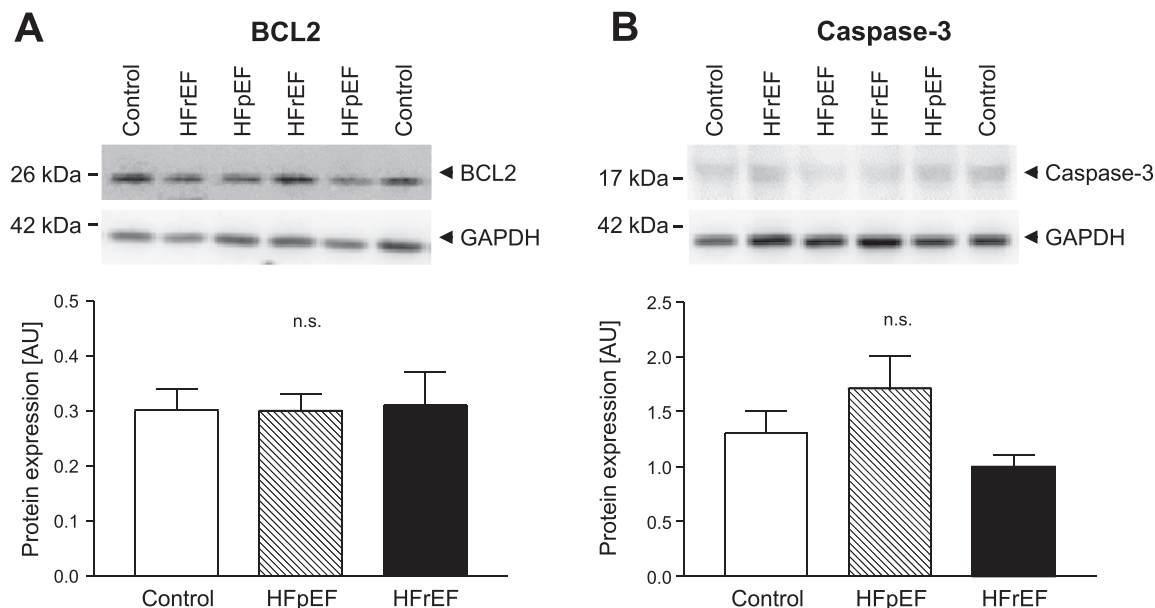 A
BCL2
Control
HFrEF
HFpEF
HFrEF
HFpEF
Control
26 kDa
BCL2
42 kDa
GAPDH
Protein expression [AU]
0.5
0.4
0.3
0.2
0.1
0.0
n.s.
Control
HFpEF
HFrEF
B
Caspase-3
Control
HFrEF
HFpEF
HFrEF
HFpEF
Control
17 kDa
Caspase-3
42 kDa
GAPDH
Protein expression [AU]
2.5
2.0
1.5
1.0
0.5
0.0
n.s.
Control
HFpEF
HFrEF